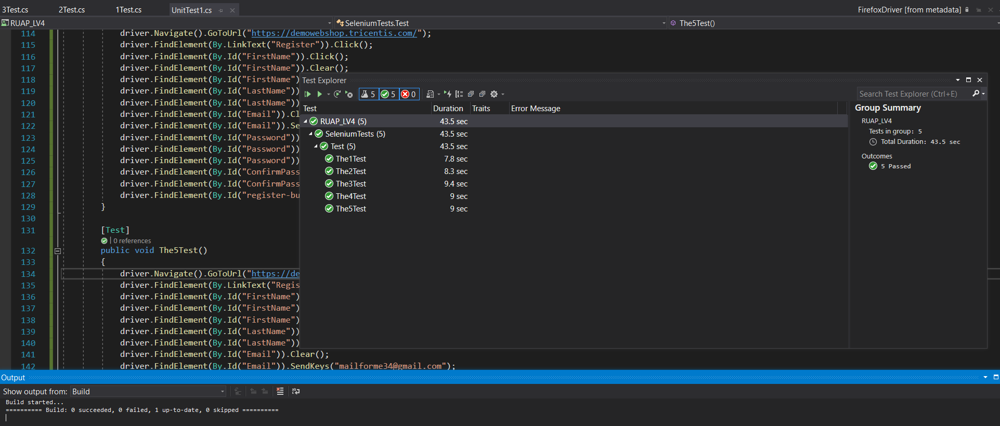 3Test.cs 2Test.cs 1Test.cs UnitTest1.cs FirefoxDriver [from metadata]
RUAP_LV4 SeleniumTests.Test The5Test()
114 driver.Navigate().GoToUrl("https://demowebshop.tricentis.com/");
115 driver.FindElement(By.LinkText("Register")).Click();
116 driver.FindElement(By.Id("FirstName")).Click();
117 driver.FindElement(By.Id("FirstName")).Clear();
118 driver.FindElement(By.Id("FirstName")
119 driver.FindElement(By.Id("LastName"))
120 driver.FindElement(By.Id("LastName"))
121 driver.FindElement(By.Id("Email")).Cl
122 driver.FindElement(By.Id("Email")).Se
123 driver.FindElement(By.Id("Password"))
124 driver.FindElement(By.Id("Password"))
125 driver.FindElement(By.Id("Password"))
126 driver.FindElement(By.Id("ConfirmPass
127 driver.FindElement(By.Id("ConfirmPass
128 driver.FindElement(By.Id("register-bu
129 }
130
131 [Test]
0 references
132 public void The5Test()
133 {
134 driver.Navigate().GoToUrl("https://de
135 driver.FindElement(By.LinkText("Regis
136 driver.FindElement(By.Id("FirstName")
137 driver.FindElement(By.Id("FirstName")
138 driver.FindElement(By.Id("FirstName")
139 driver.FindElement(By.Id("LastName"))
140 driver.FindElement(By.Id("LastName"))
141 driver.FindElement(By.Id("Email")).Clear();
142 driver.FindElement(By.Id("Email")).SendKeys("mailforme34@gmail.com");
Test Explorer
5 5 0 Search Test Explorer (Ctrl+E)
Test Duration Traits Error Message
RUAP_LV4 (5) 43.5 sec
SeleniumTests (5) 43.5 sec
Test (5) 43.5 sec
The1Test 7.8 sec
The2Test 8.3 sec
The3Test 9.4 sec
The4Test 9 sec
The5Test 9 sec
Group Summary
RUAP_LV4
Tests in group: 5
Total Duration: 43.5 sec
Outcomes
5 Passed
Output
Show output from: Build
Build started...
========== Build: 0 succeeded, 0 failed, 1 up-to-date, 0 skipped ==========